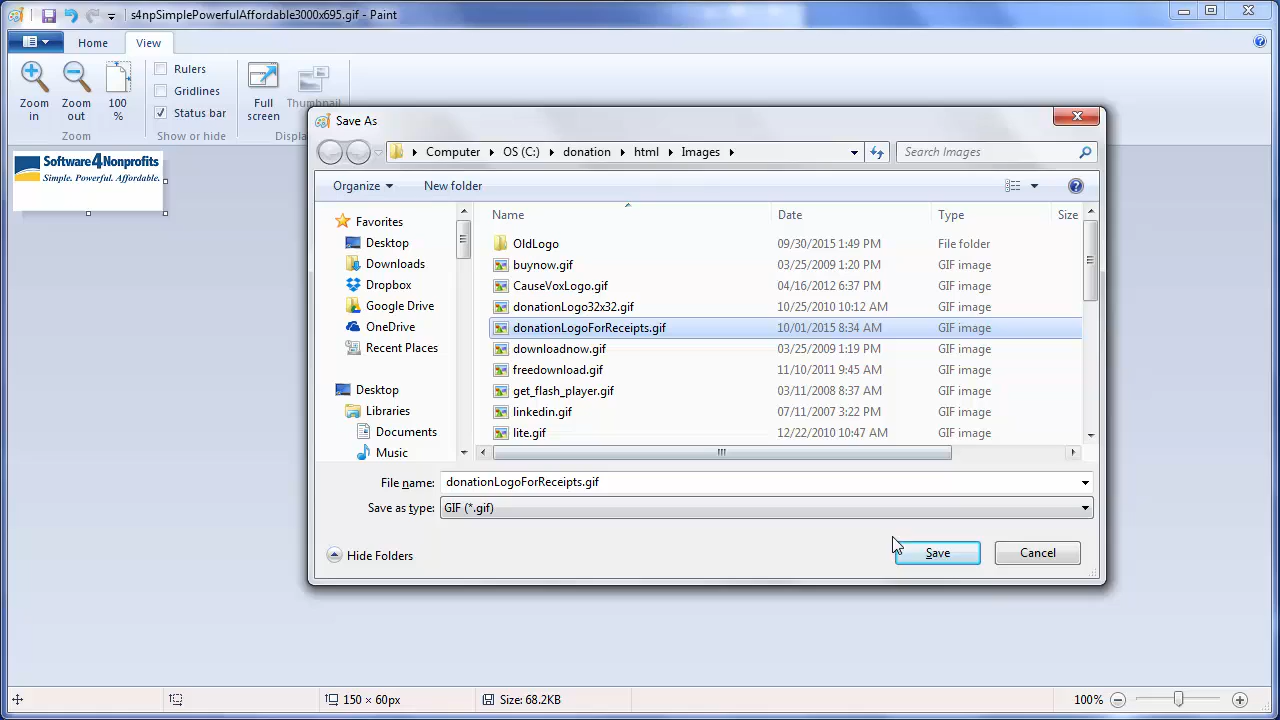 s4npSimplePowerfulAffordable3000x695.gif - Paint
Home
View
Zoom in
Zoom out
100 %
Zoom
Rulers
Gridlines
Status bar
Show or hide
Full screen
Thumbnail
Displ
Software4Nonprofits
Simple. Powerful. Affordable.
Save As
Computer
OS (C:)
donation
html
Images
Search Images
Organize
New folder
Favorites
Desktop
Downloads
Dropbox
Google Drive
OneDrive
Recent Places
Desktop
Libraries
Documents
Music
Name Date Type Size
OldLogo 09/30/2015 1:49 PM File folder
buynow.gif 03/25/2009 1:20 PM GIF image
CauseVoxLogo.gif 04/16/2012 6:37 PM GIF image
donationLogo32x32.gif 10/25/2010 10:12 AM GIF image
donationLogoForReceipts.gif 10/01/2015 8:34 AM GIF image
downloadnow.gif 03/25/2009 1:19 PM GIF image
freedownload.gif 11/10/2011 9:45 AM GIF image
get_flash_player.gif 03/11/2008 8:37 AM GIF image
linkedin.gif 07/11/2007 3:22 PM GIF image
lite.gif 12/22/2010 10:47 AM GIF image
File name: donationLogoForReceipts.gif
Save as type: GIF (*.gif)
Hide Folders
Save
Cancel
150 × 60px
Size: 68.2KB
100%